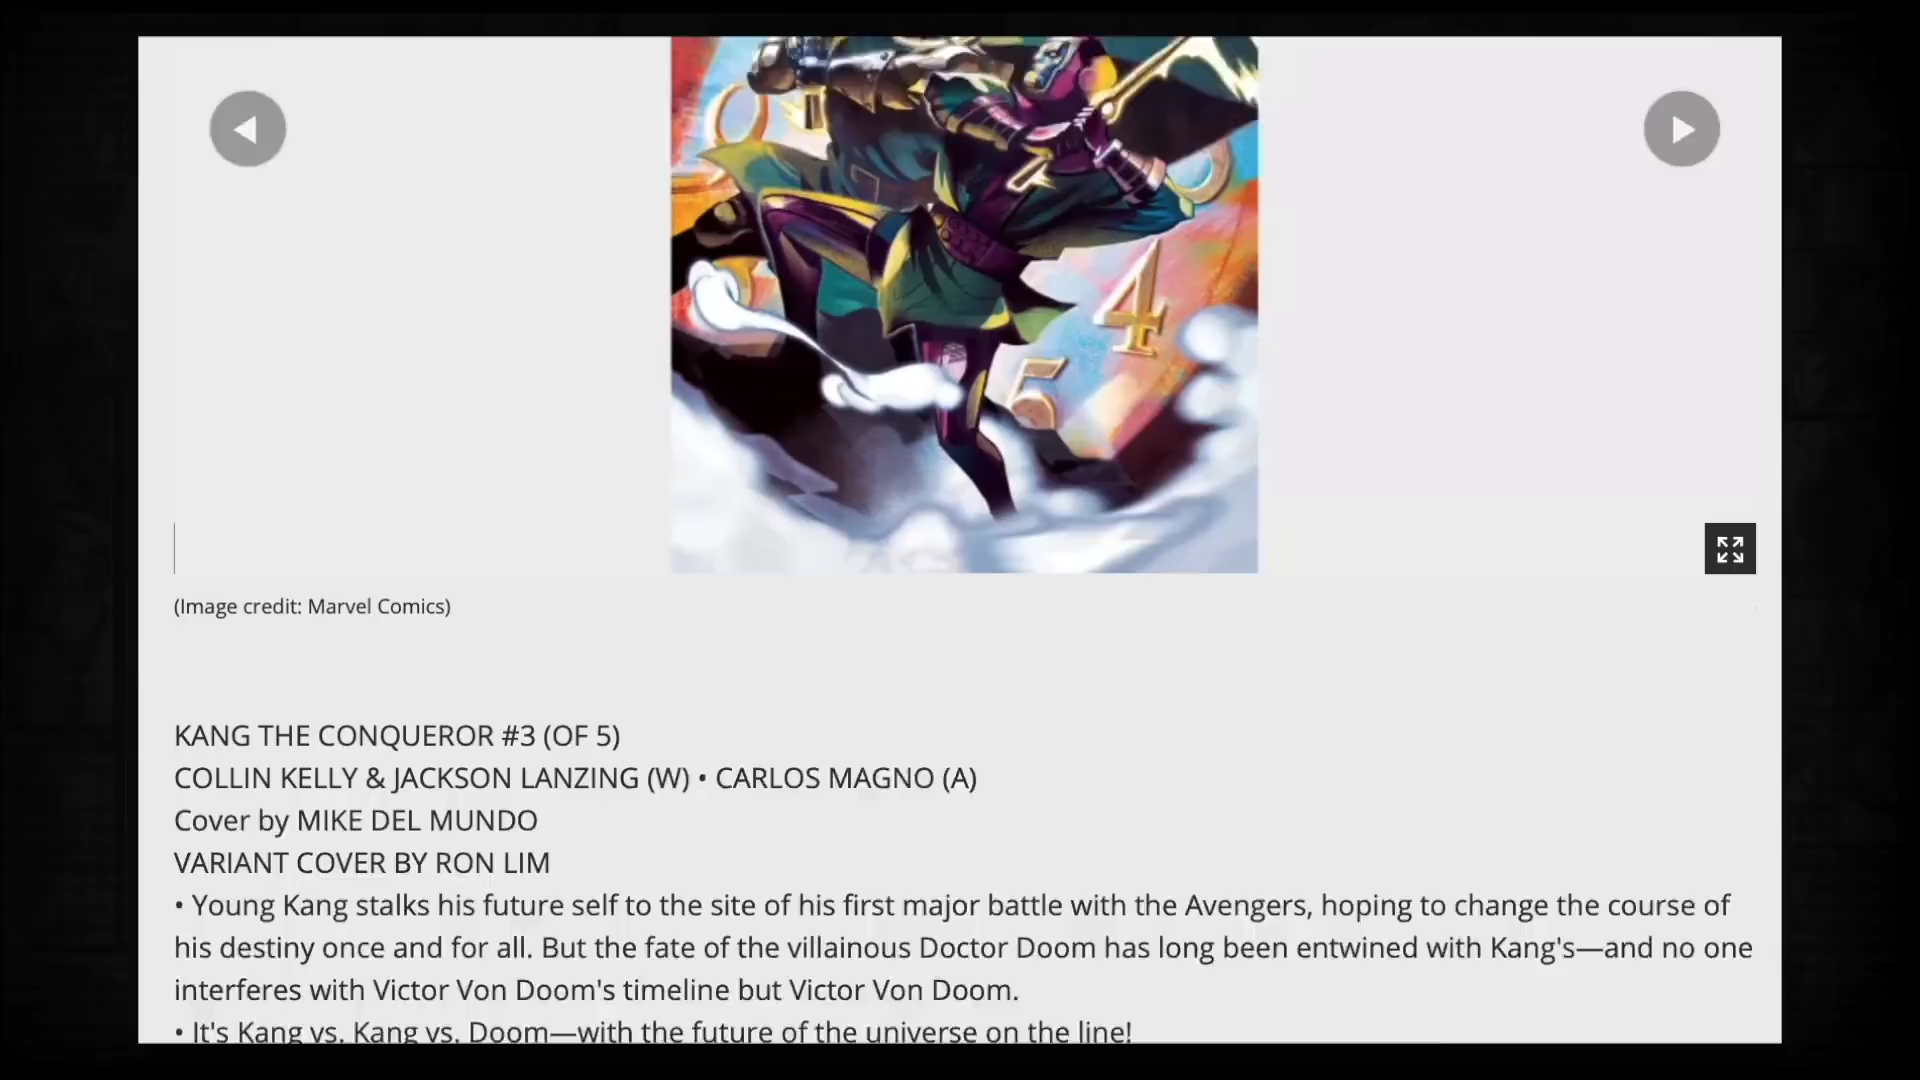 4
5
(Image credit: Marvel Comics)
KANG THE CONQUEROR #3 (OF 5)
COLLIN KELLY & JACKSON LANZING (W) • CARLOS MAGNO (A)
Cover by MIKE DEL MUNDO
VARIANT COVER BY RON LIM
• Young Kang stalks his future self to the site of his first major battle with the Avengers, hoping to change the course of
his destiny once and for all. But the fate of the villainous Doctor Doom has long been entwined with Kang's—and no one
interferes with Victor Von Doom's timeline but Victor Von Doom.
• It's Kang vs. Kang vs. Doom—with the future of the universe on the line!